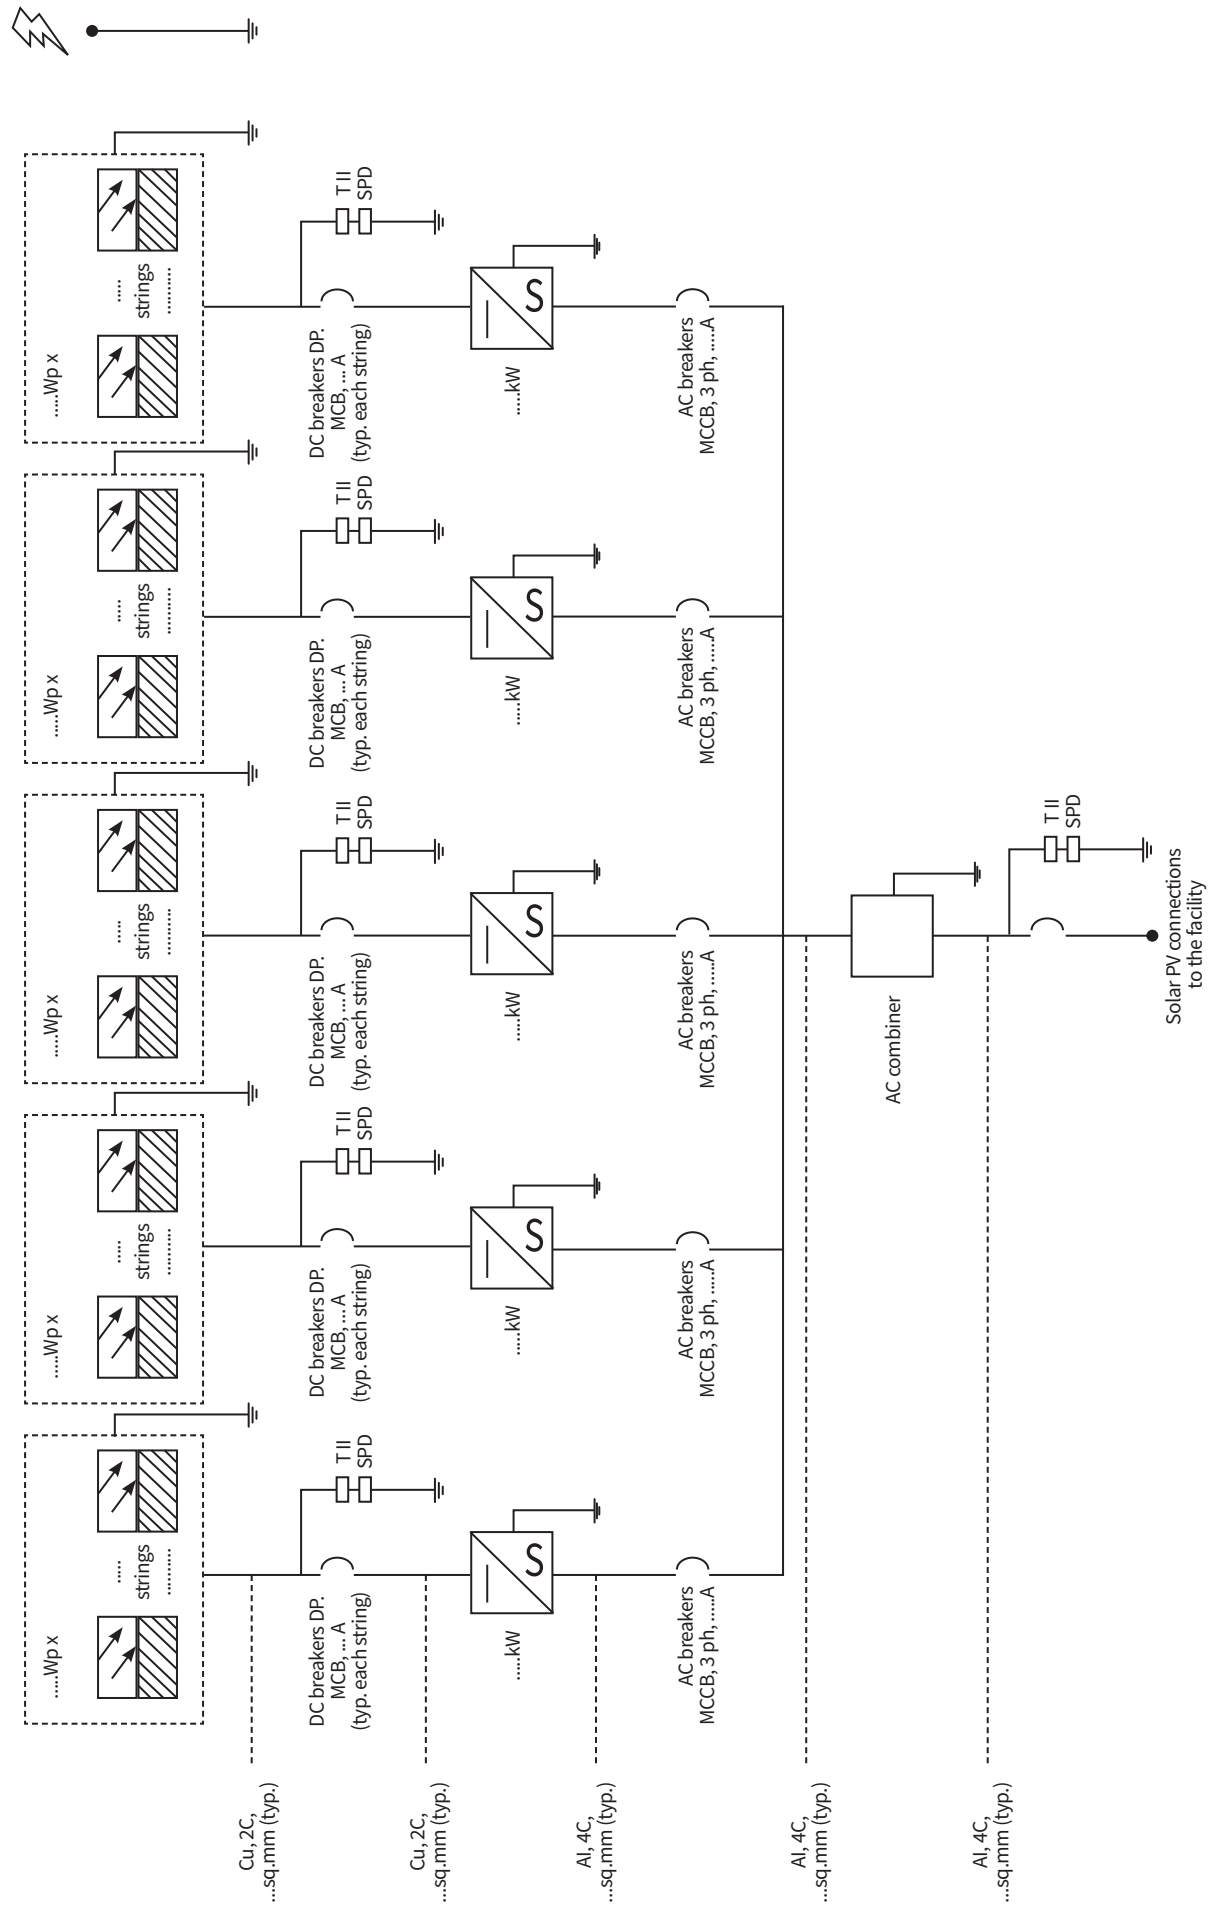 ......Wp x
......Wp x
......Wp x
......Wp x
......Wp x
......
strings
............
......
strings
............
......
strings
............
......
strings
............
......
strings
............
Cu, 2C,
...sq.mm (typ.)
DC breakers DP.
MCB, ... A
(typ. each string)
T II
SPD
DC breakers DP.
MCB, ... A
(typ. each string)
T II
SPD
DC breakers DP.
MCB, ... A
(typ. each string)
T II
SPD
DC breakers DP.
MCB, ... A
(typ. each string)
T II
SPD
DC breakers DP.
MCB, ... A
(typ. each string)
T II
SPD
Cu, 2C,
...sq.mm (typ.)
......kW
......kW
......kW
......kW
......kW
Al, 4C,
...sq.mm (typ.)
AC breakers
MCCB, 3 ph, .....A
AC breakers
MCCB, 3 ph, .....A
AC breakers
MCCB, 3 ph, .....A
AC breakers
MCCB, 3 ph, .....A
AC breakers
MCCB, 3 ph, .....A
Al, 4C,
...sq.mm (typ.)
AC combiner
Al, 4C,
...sq.mm (typ.)
T II
SPD
Solar PV connections
to the facility